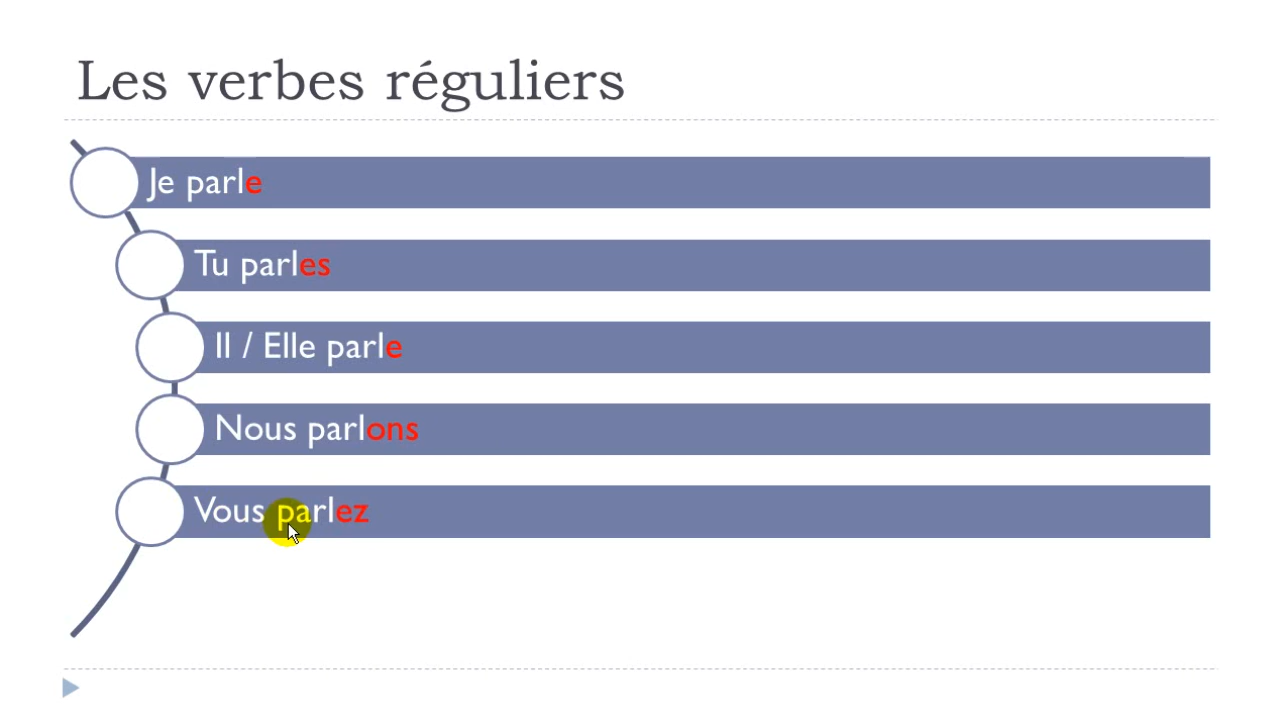 Les verbes réguliers
Je parle
Tu parles
Il / Elle parle
Nous parlons
Vous parlez